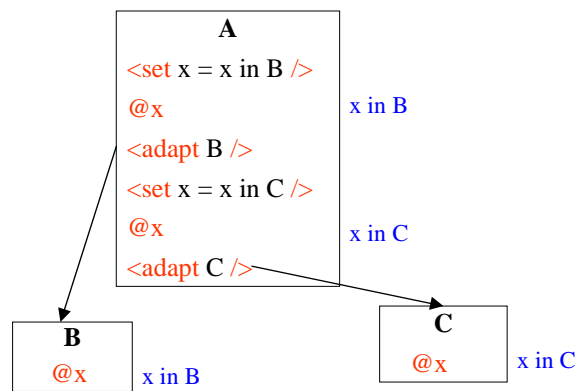 A
<set x = x in B />
@x
x in B
<adapt B />
<set x = x in C />
@x
x in C
<adapt C />
B
@x
x in B
C
@x
x in C